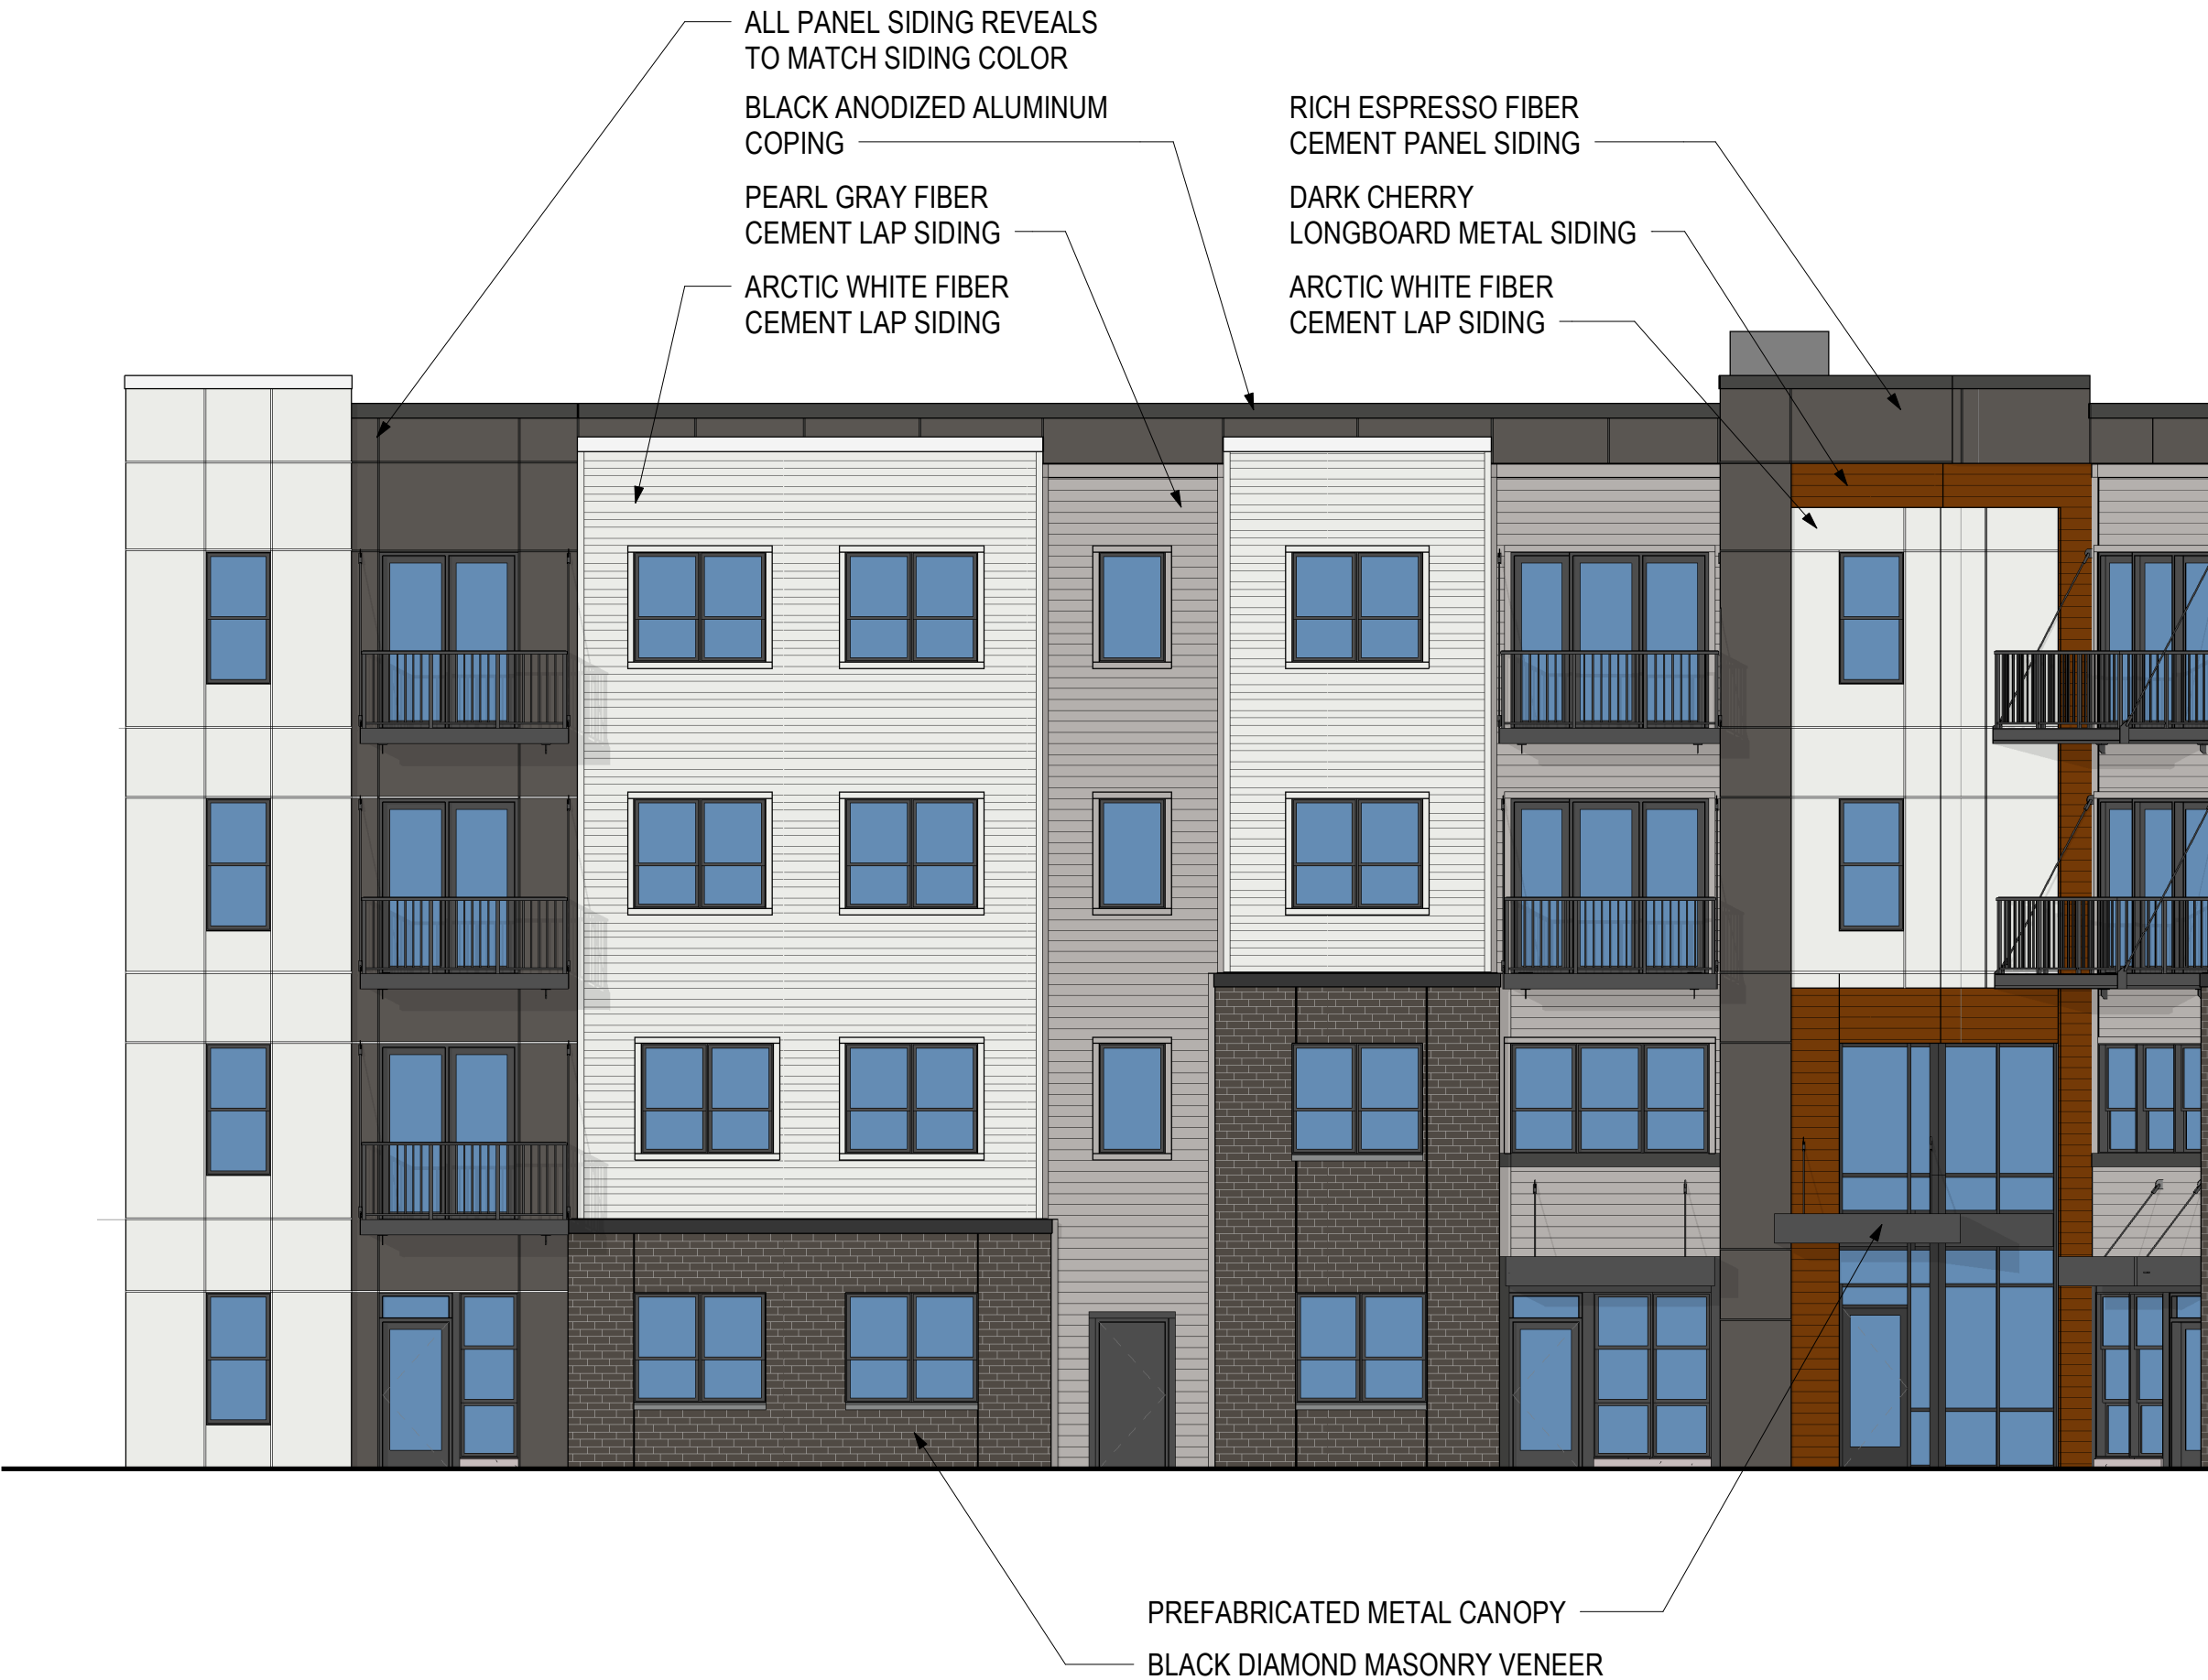 ALL PANEL SIDING REVEALS
TO MATCH SIDING COLOR
BLACK ANODIZED ALUMINUM
COPING
PEARL GRAY FIBER
CEMENT LAP SIDING
ARCTIC WHITE FIBER
CEMENT LAP SIDING
RICH ESPRESSO FIBER
CEMENT PANEL SIDING
DARK CHERRY
LONGBOARD METAL SIDING
ARCTIC WHITE FIBER
CEMENT LAP SIDING
PREFABRICATED METAL CANOPY
BLACK DIAMOND MASONRY VENEER